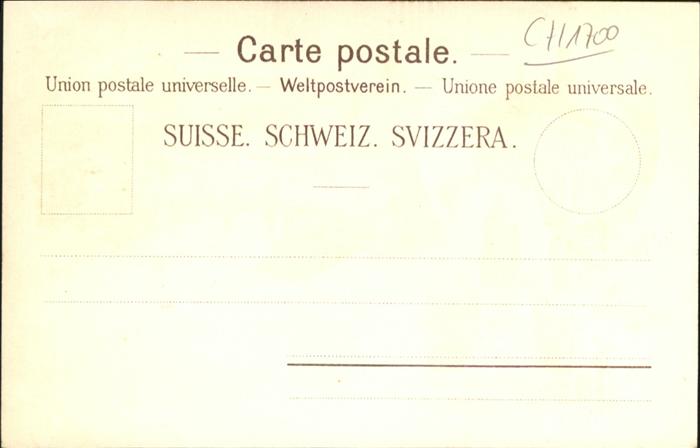 CH1700
— Carte postale. —
Union postale universelle. — Weltpostverein. — Unione postale universale.
SUISSE. SCHWEIZ. SVIZZERA.